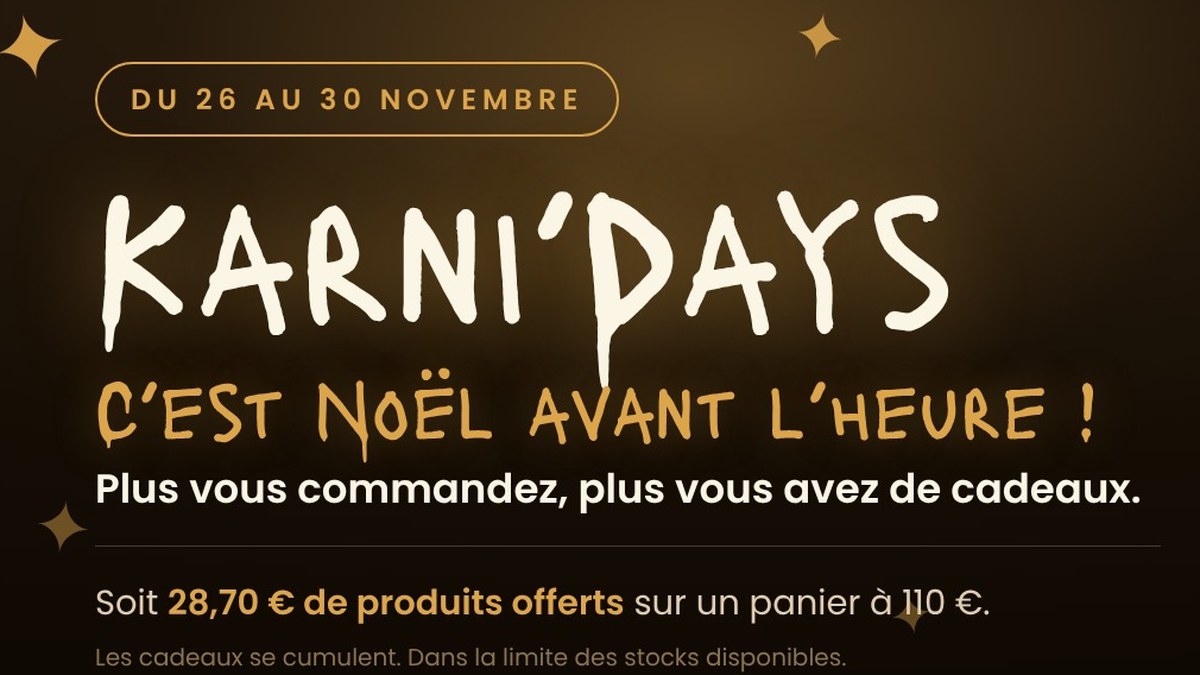 DU 26 AU 30 NOVEMBRE
KARNI'DAYS
C'EST NOËL AVANT L'HEURE !
Plus vous commandez, plus vous avez de cadeaux.
Soit 28,70 € de produits offerts sur un panier à 110 €.
Les cadeaux se cumulent. Dans la limite des stocks disponibles.